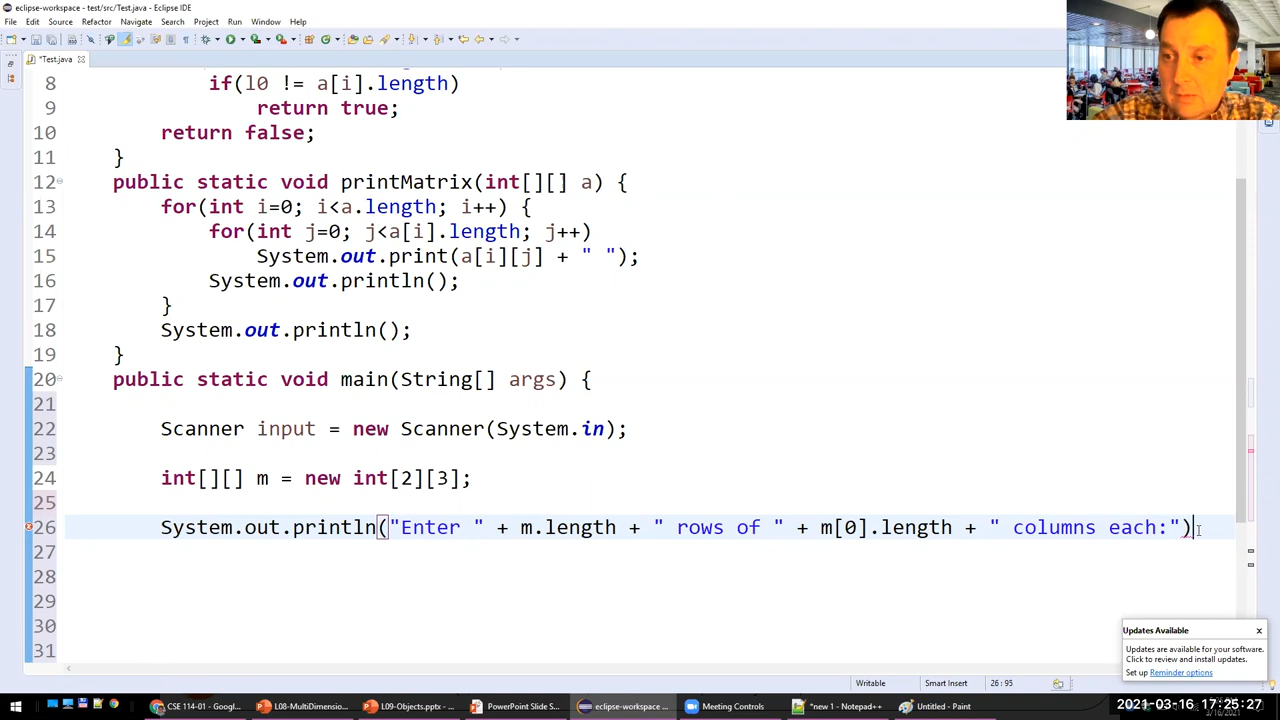 eclipse-workspace - test/src/Test.java - Eclipse IDE
File Edit Source Refactor Navigate Search Project Run Window Help
*Test.java
8 if(l0 != a[i].length)
9 return true;
10 return false;
11 }
12 public static void printMatrix(int[][] a) {
13 for(int i=0; i<a.length; i++) {
14 for(int j=0; j<a[i].length; j++)
15 System.out.print(a[i][j] + " ");
16 System.out.println();
17 }
18 System.out.println();
19 }
20 public static void main(String[] args) {
21
22 Scanner input = new Scanner(System.in);
23
24 int[][] m = new int[2][3];
25
26 System.out.println("Enter " + m.length + " rows of " + m[0].length + " columns each:")
27
28
29
30
31
Updates Available
Updates are available for your software.
Click to review and install updates.
Set up Reminder options
Writable Smart Insert 26 : 95
CSE 114-01 - Googl... L08-MultiDimensio... L09-Objects.pptx - ... PowerPoint Slide S... eclipse-workspace ... Meeting Controls *new 1 - Notepad++ Untitled - Paint
2021-03-16 17:25:27